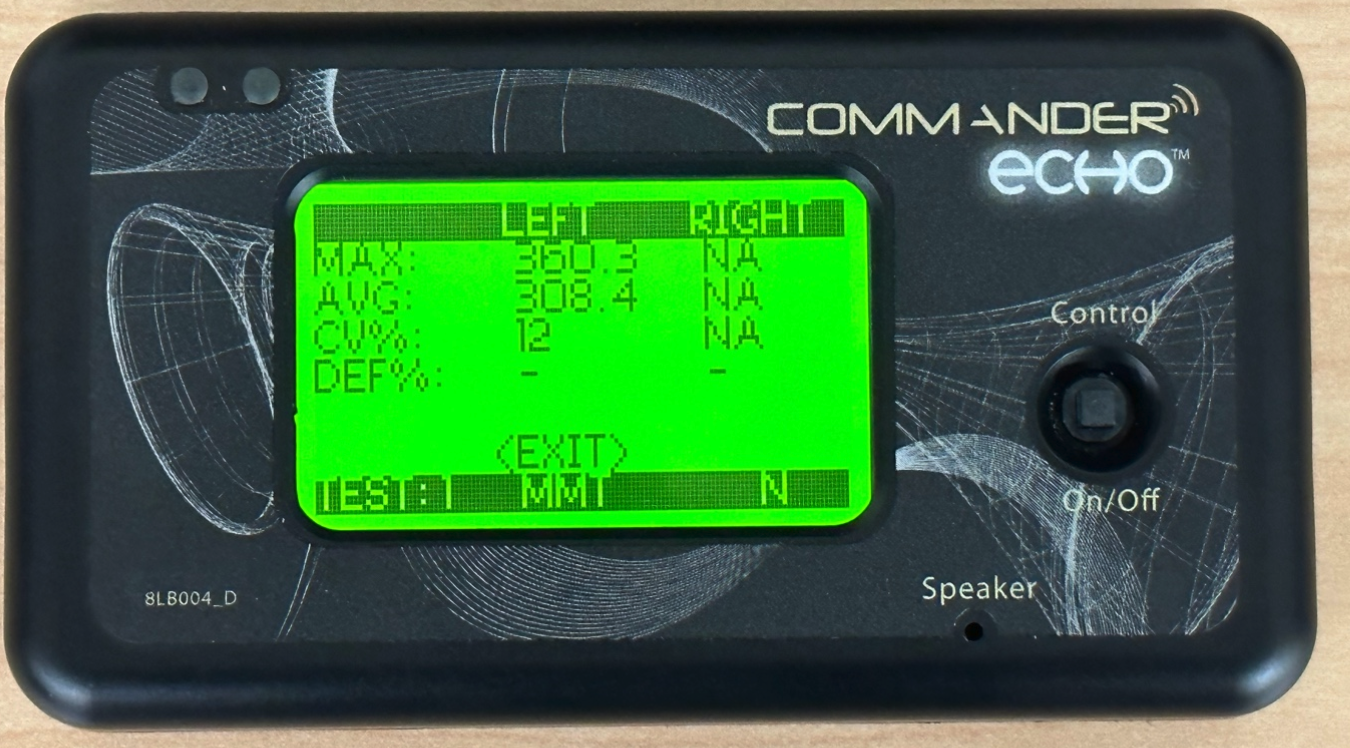 COMMANDER
ECHO™
LEFT RIGHT
MAX: 360.3 NA
AVG: 308.4 NA
CV%: 12 NA
DEF%: - -
<EXIT>
TEST: 1 MMT N
Control
On/Off
Speaker
8LB004_D